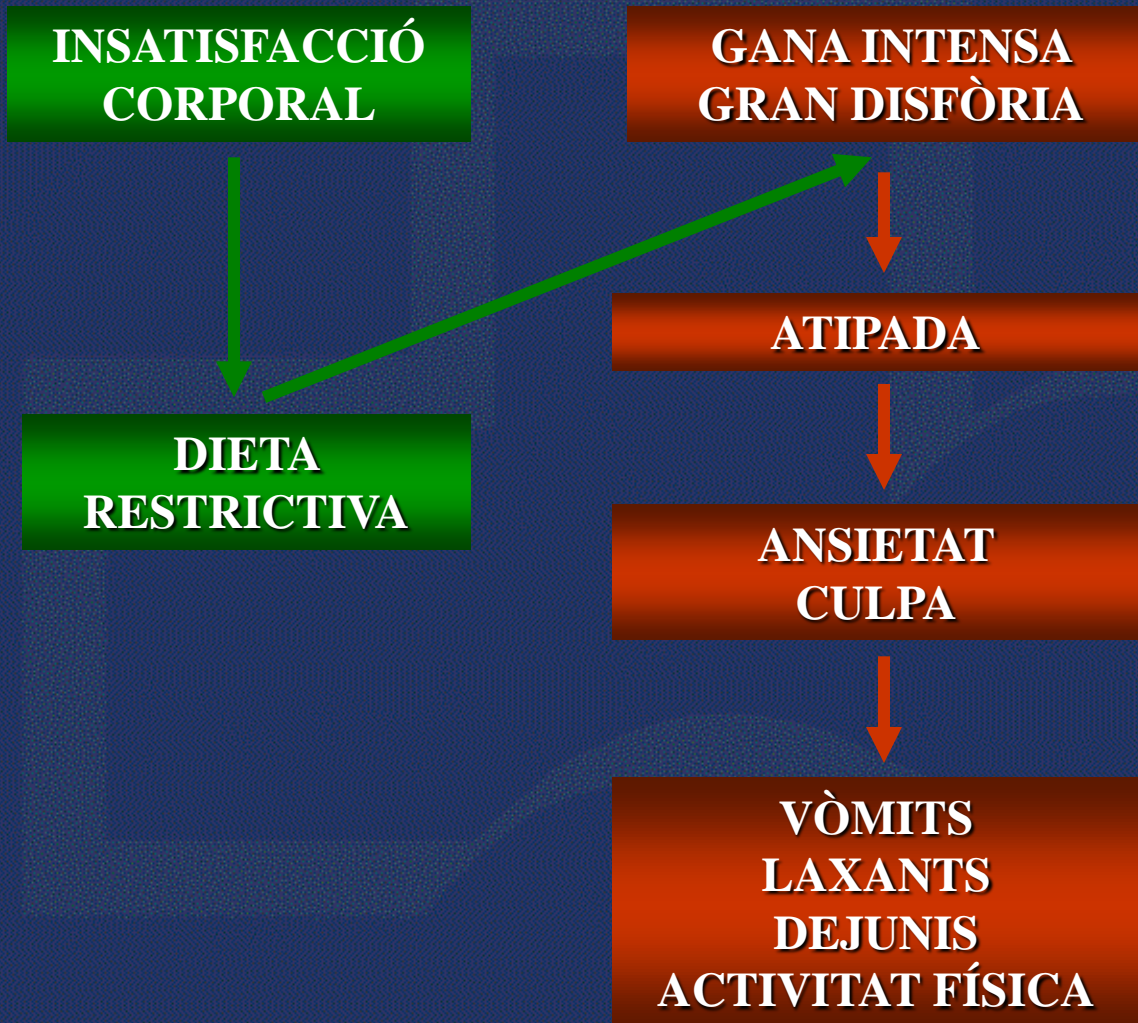 INSATISFACCIÓ
CORPORAL
DIETA
RESTRICTIVA
GANA INTENSA
GRAN DISFÒRIA
ATIPADA
ANSIETAT
CULPA
VÒMITS
LAXANTS
DEJUNIS
ACTIVITAT FÍSICA